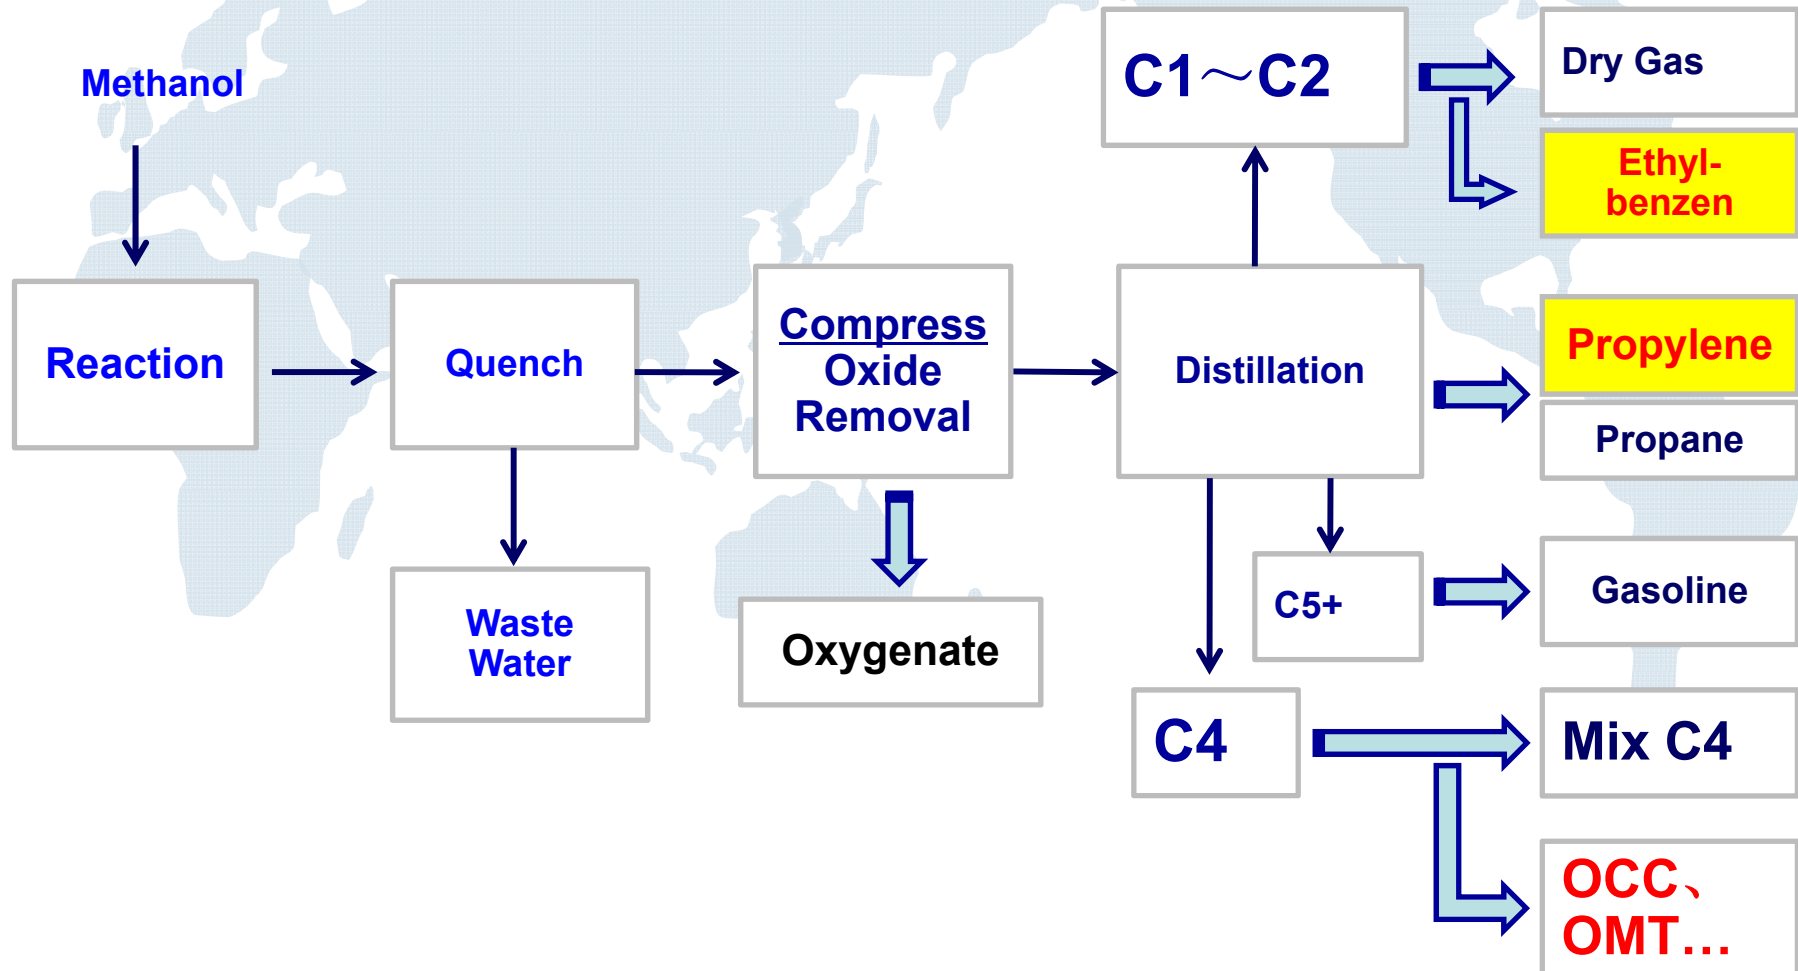 Methanol
Reaction
Quench
Waste
Water
Compress
Oxide
Removal
Oxygenate
Distillation
C1～C2
Dry Gas
Ethyl-
benzen
Propylene
Propane
C5+
Gasoline
C4
Mix C4
OCC、
OMT…